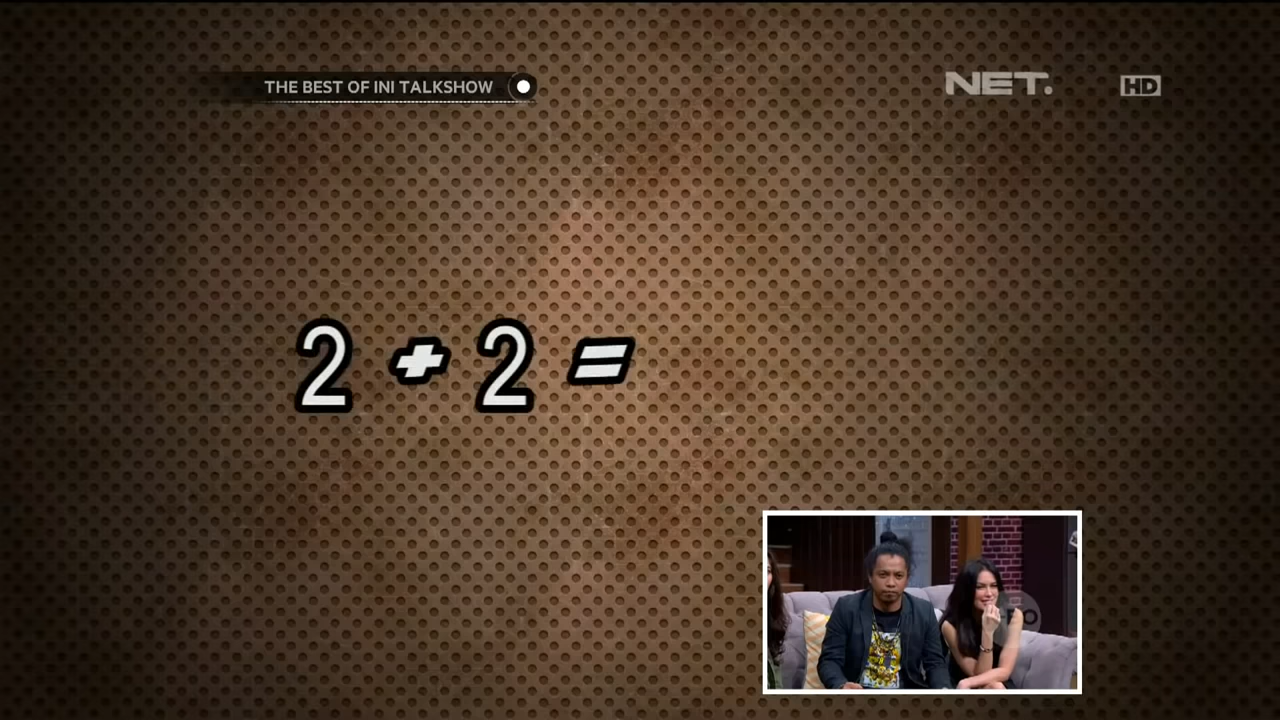 THE BEST OF INI TALKSHOW
NET.
HD
2 + 2 =